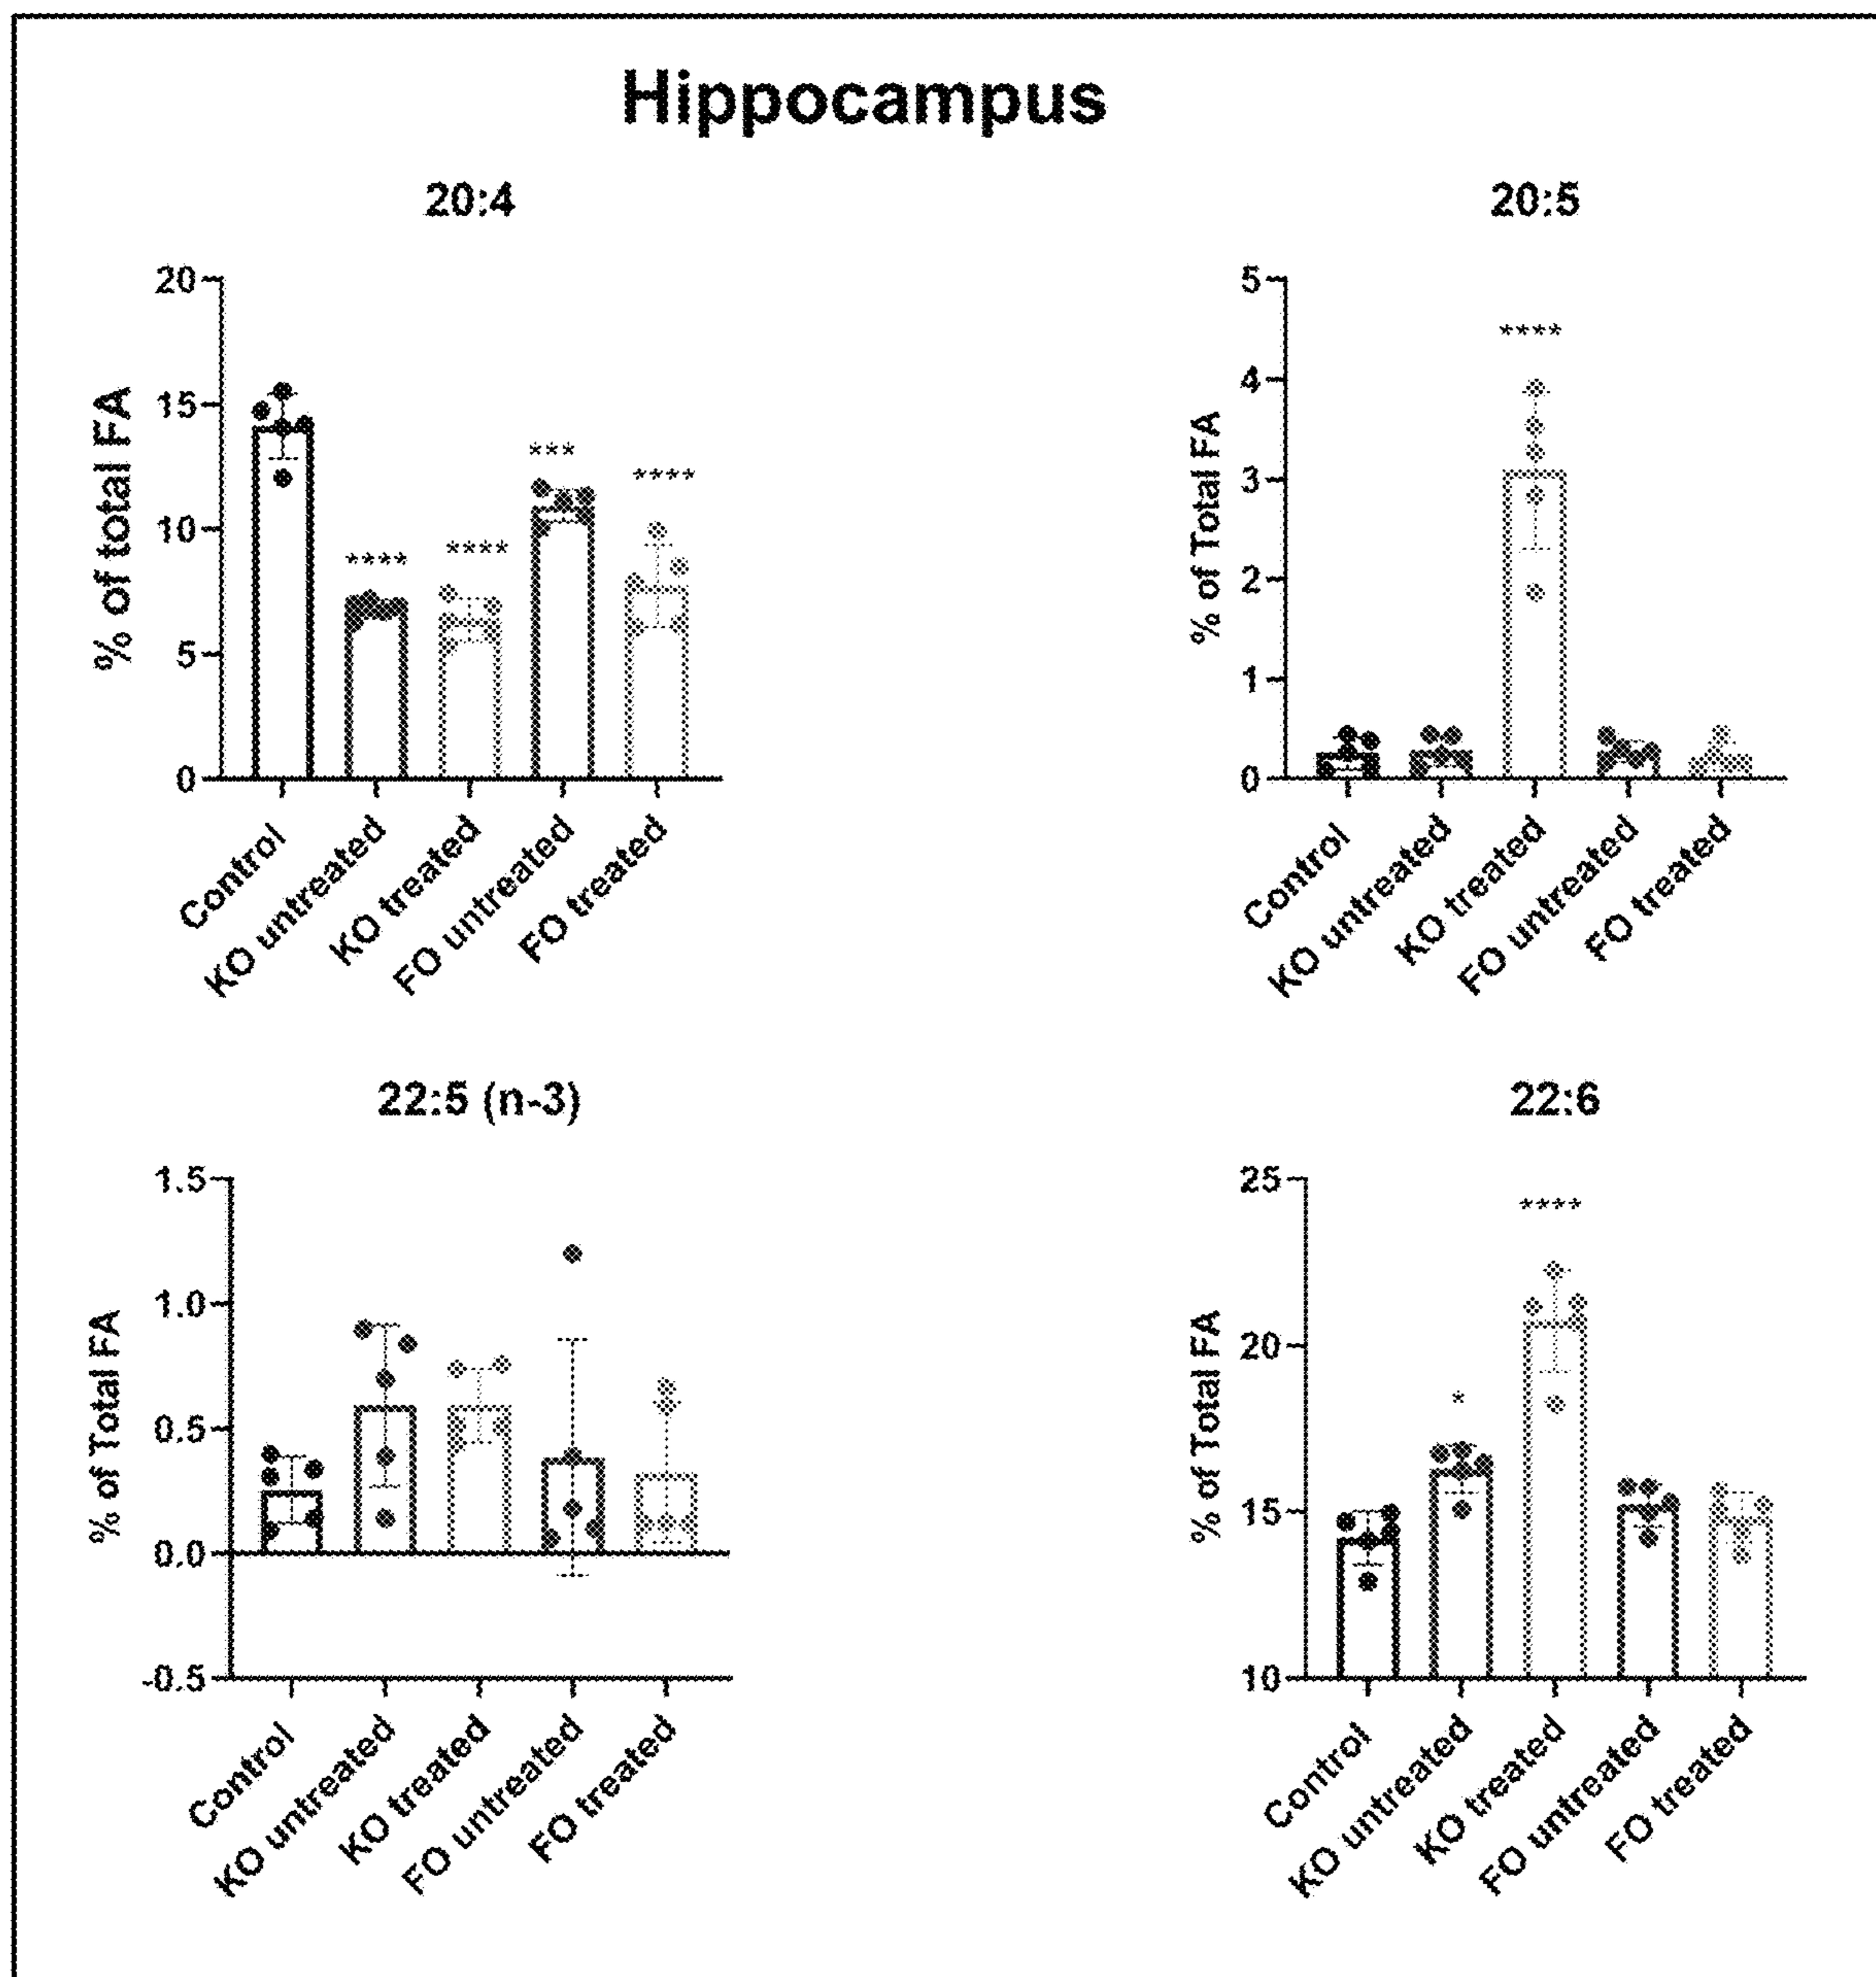 Hippocampus
20:4
% of total FA
20
15
10
5
0
****
****
***
****
Control
KO untreated
KO treated
FO untreated
FO treated
20:5
% of Total FA
5
4
3
2
1
0
****
Control
KO untreated
KO treated
FO untreated
FO treated
22:5 (n-3)
% of Total FA
1.5
1.0
0.5
0.0
-0.5
Control
KO untreated
KO treated
FO untreated
FO treated
22:6
% of Total FA
25
20
15
10
*
****
Control
KO untreated
KO treated
FO untreated
FO treated